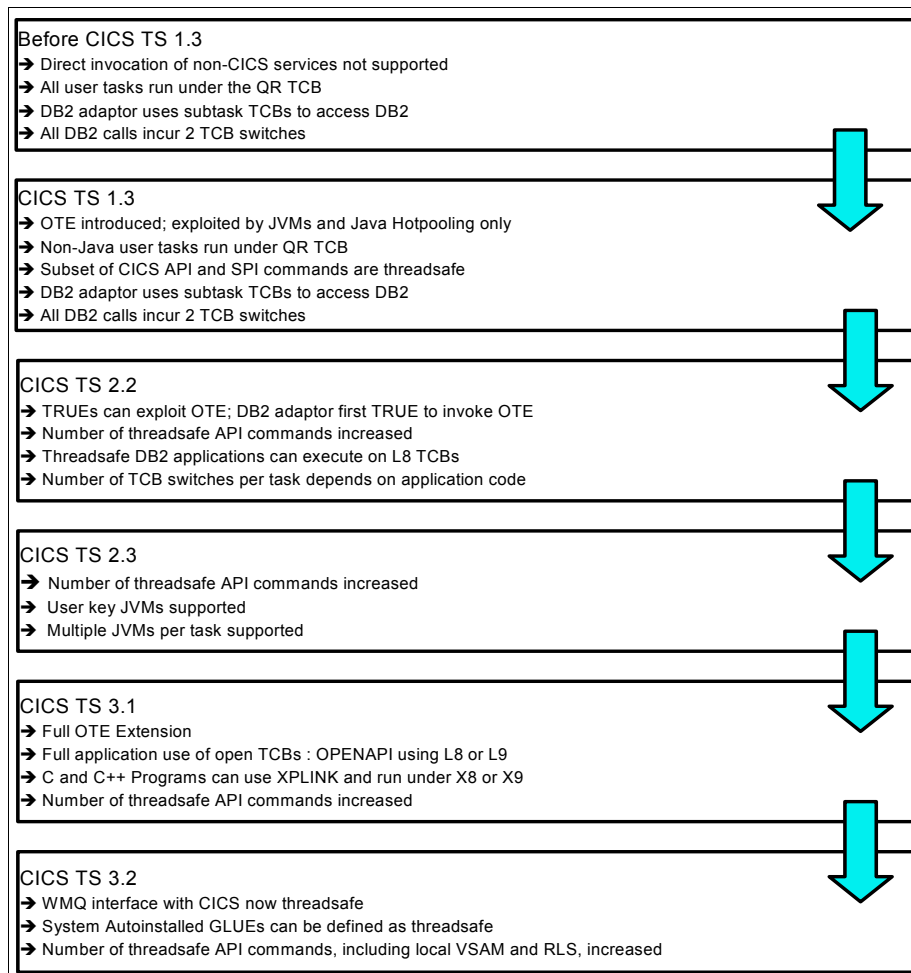 Before CICS TS 1.3
➔ Direct invocation of non-CICS services not supported
➔ All user tasks run under the QR TCB
➔ DB2 adaptor uses subtask TCBs to access DB2
➔ All DB2 calls incur 2 TCB switches
CICS TS 1.3
➔ OTE introduced; exploited by JVMs and Java Hotpooling only
➔ Non-Java user tasks run under QR TCB
➔ Subset of CICS API and SPI commands are threadsafe
➔ DB2 adaptor uses subtask TCBs to access DB2
➔ All DB2 calls incur 2 TCB switches
CICS TS 2.2
➔ TRUEs can exploit OTE; DB2 adaptor first TRUE to invoke OTE
➔ Number of threadsafe API commands increased
➔ Threadsafe DB2 applications can execute on L8 TCBs
➔ Number of TCB switches per task depends on application code
CICS TS 2.3
➔ Number of threadsafe API commands increased
➔ User key JVMs supported
➔ Multiple JVMs per task supported
CICS TS 3.1
➔ Full OTE Extension
➔ Full application use of open TCBs : OPENAPI using L8 or L9
➔ C and C++ Programs can use XPLINK and run under X8 or X9
➔ Number of threadsafe API commands increased
CICS TS 3.2
➔ WMQ interface with CICS now threadsafe
➔ System Autoinstalled GLUEs can be defined as threadsafe
➔ Number of threadsafe API commands, including local VSAM and RLS, increased